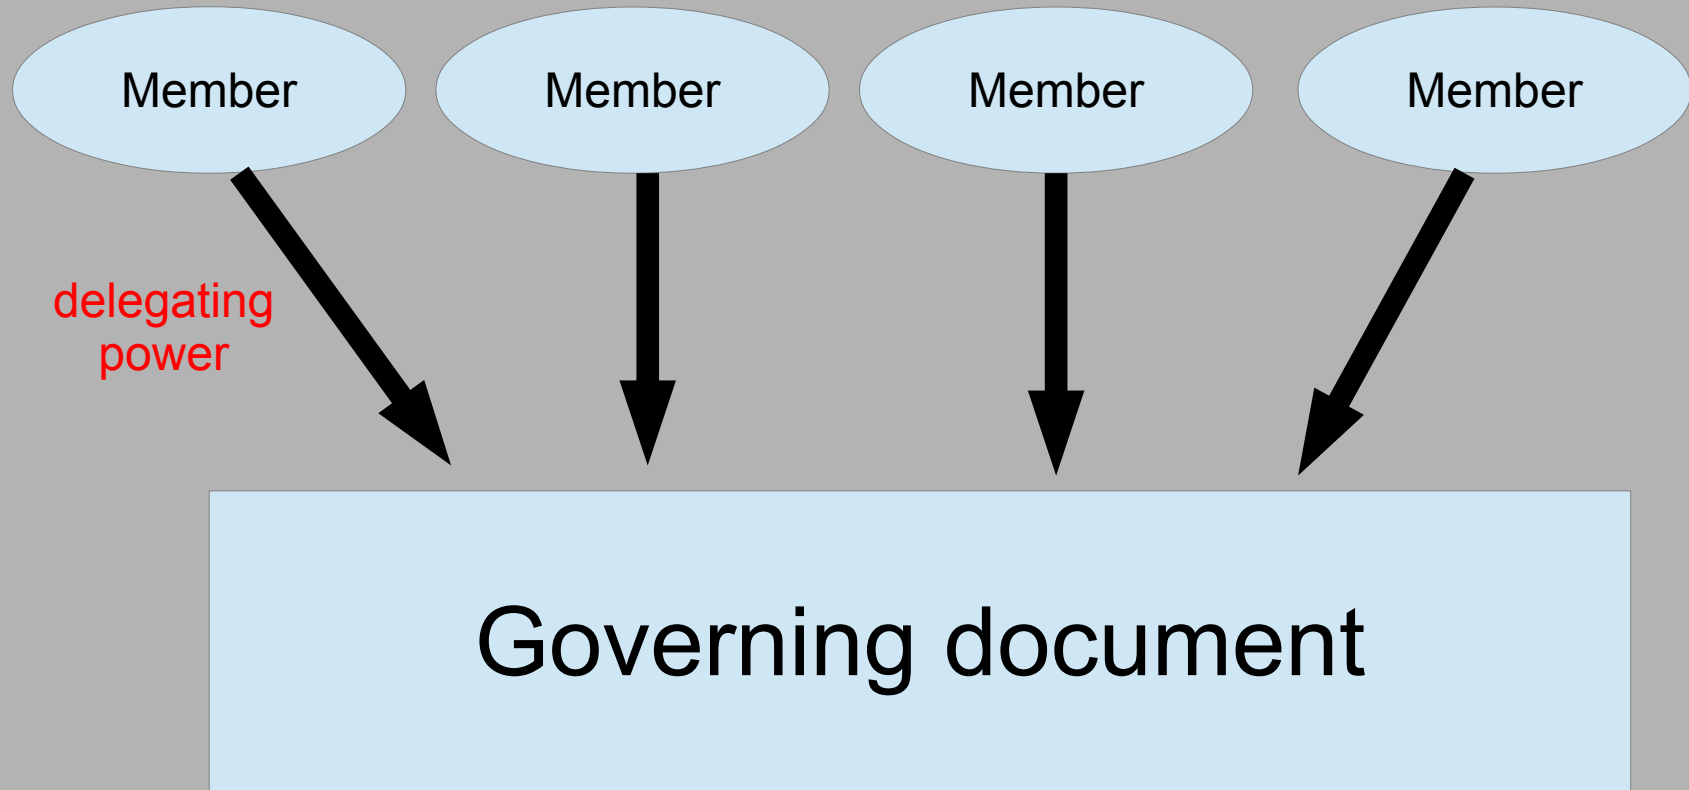 Member
Member
Member
Member
delegating
power
Governing document